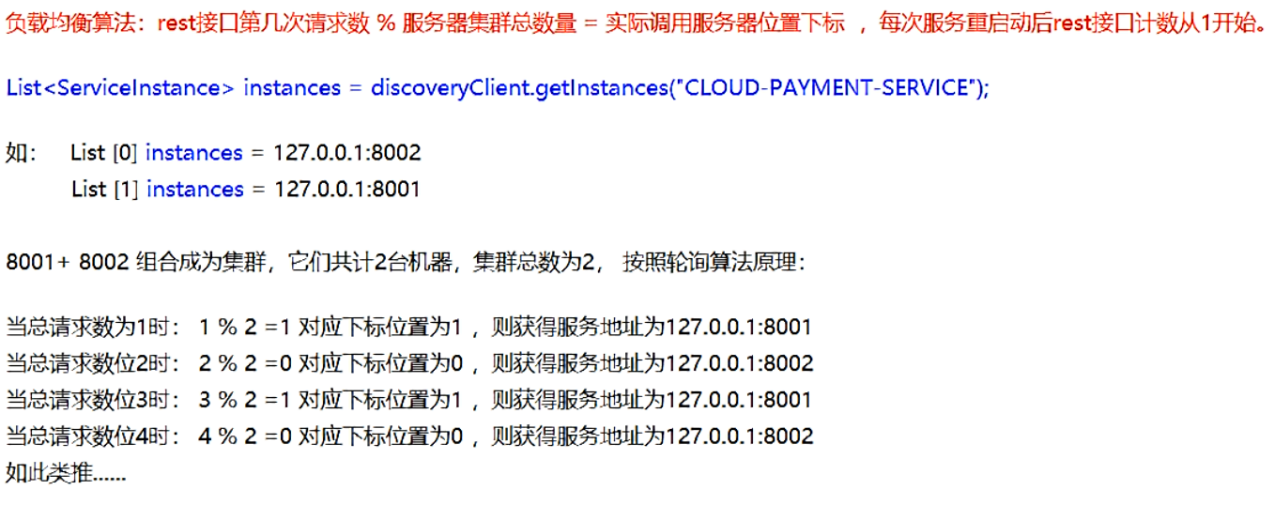 负载均衡算法：rest接口第几次请求数 % 服务器集群总数量 = 实际调用服务器位置下标 ，每次服务重启动后rest接口计数从1开始。
List<ServiceInstance> instances = discoveryClient.getInstances("CLOUD-PAYMENT-SERVICE");
如： List [0] instances = 127.0.0.1:8002
List [1] instances = 127.0.0.1:8001
8001+ 8002 组合成为集群，它们共计2台机器，集群总数为2， 按照轮询算法原理：
当总请求数为1时： 1 % 2 =1 对应下标位置为1 ，则获得服务地址为127.0.0.1:8001
当总请求数位2时： 2 % 2 =0 对应下标位置为0 ，则获得服务地址为127.0.0.1:8002
当总请求数位3时： 3 % 2 =1 对应下标位置为1 ，则获得服务地址为127.0.0.1:8001
当总请求数位4时： 4 % 2 =0 对应下标位置为0 ，则获得服务地址为127.0.0.1:8002
如此类推......